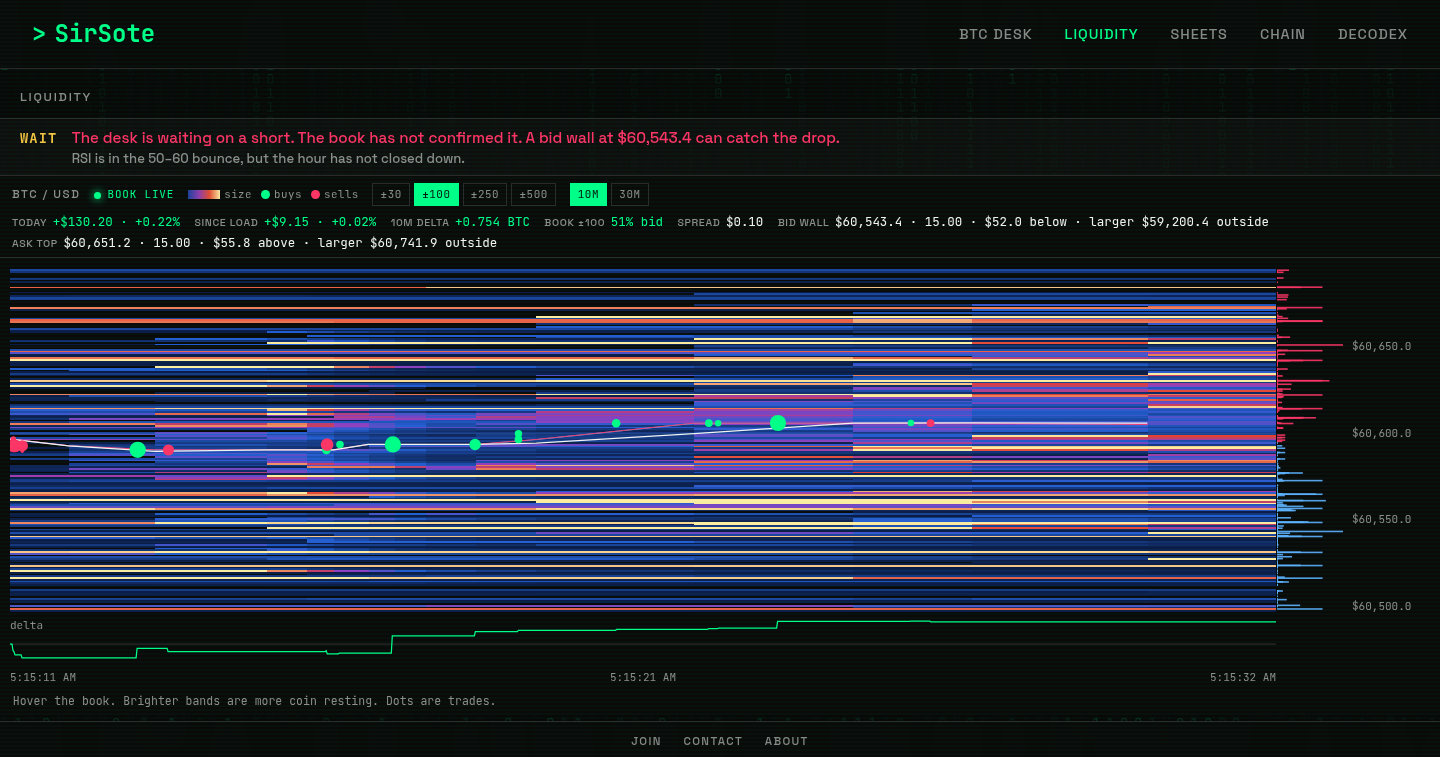 > SirSote
BTC DESK LIQUIDITY SHEETS CHAIN DECODEX
LIQUIDITY
WAIT The desk is waiting on a short. The book has not confirmed it. A bid wall at $60,543.4 can catch the drop.
RSI is in the 50–60 bounce, but the hour has not closed down.
BTC / USD BOOK LIVE size buys sells ±30 ±100 ±250 ±500 10M 30M
TODAY +$130.20 · +0.22% SINCE LOAD +$9.15 · +0.02% 10M DELTA +0.754 BTC BOOK ±100 51% bid SPREAD $0.10 BID WALL $60,543.4 · 15.00 · $52.0 below · larger $59,200.4 outside
ASK TOP $60,651.2 · 15.00 · $55.8 above · larger $60,741.9 outside
$60,650.0
$60,600.0
$60,550.0
$60,500.0
delta
5:15:11 AM 5:15:21 AM 5:15:32 AM
Hover the book. Brighter bands are more coin resting. Dots are trades.
JOIN CONTACT ABOUT